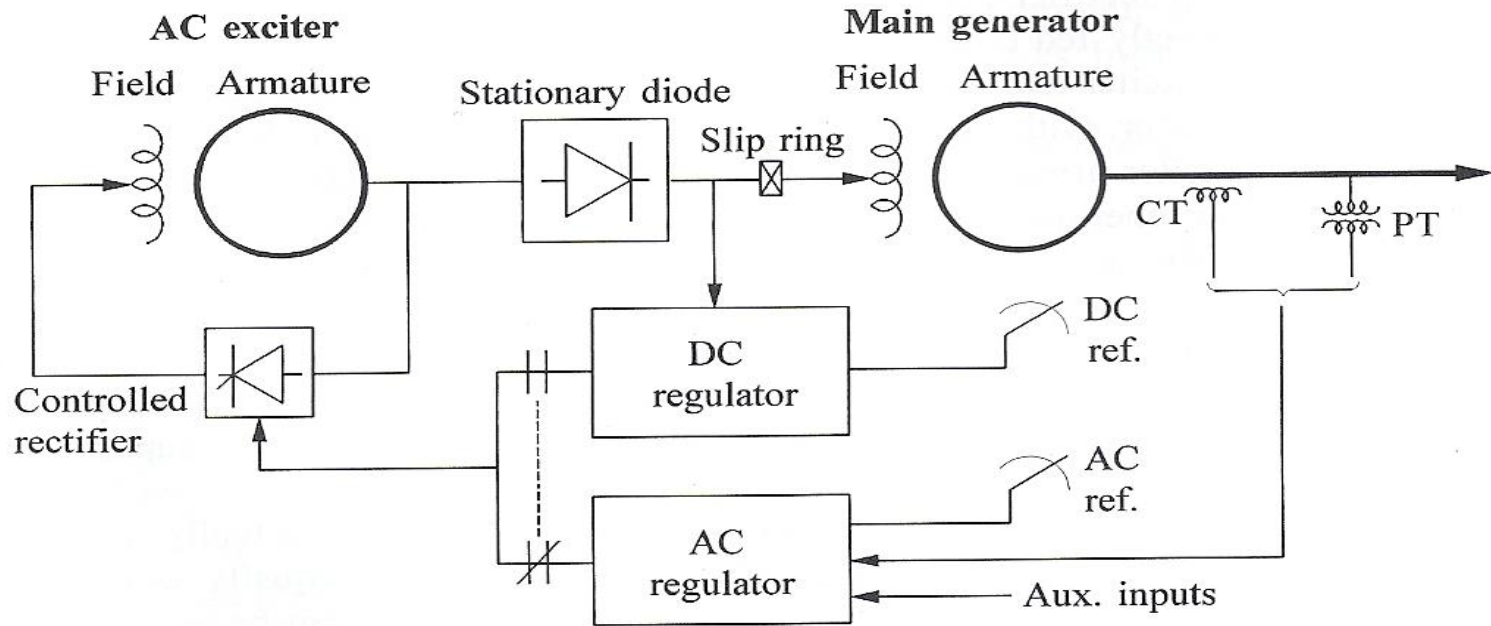 AC exciter
Main generator
Field
Armature
Stationary diode
Slip ring
Field
Armature
CT
PT
Controlled
rectifier
DC
regulator
DC
ref.
AC
regulator
AC
ref.
Aux. inputs